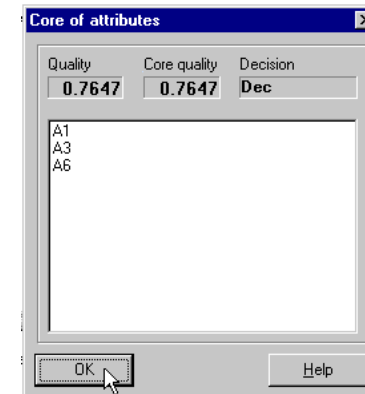 Core of attributes
Quality Core quality Decision
0.7647 0.7647 Dec
A1
A3
A6
OK Help